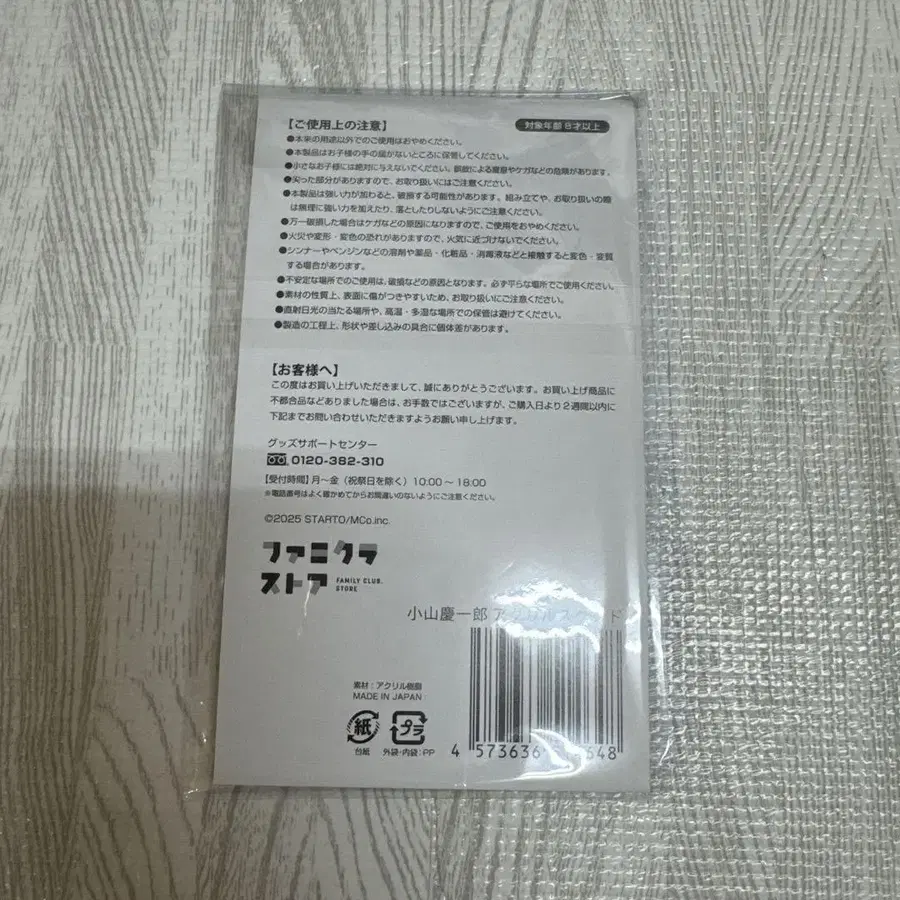 【ご使用上の注意】
対象年齢 8才以上
●本来の用途以外でのご使用はおやめください。
●本製品はお子様の手の届かないところに保管してください。
●小さなお子様には絶対に与えないでください。誤飲による窒息やケガなどの危険があります。
●尖った部分がありますので、お取り扱いにはご注意ください。
●本製品は強い力が加わると、破損する可能性があります。組み立てや、お取り扱いの際
は無理に強い力を加えたり、落としたりしないようにご注意ください。
●万一破損した場合はケガなどの原因になりますので、ご使用をおやめください。
●火災や変形・変色の恐れがありますので、火気に近づけないでください。
●シンナーやベンジンなどの溶剤や薬品・化粧品・消毒液などと接触すると変色・変質
する場合があります。
●不安定な場所でのご使用は、破損などの原因となります。必ず平らな場所でご使用ください。
●素材の性質上、表面に傷がつきやすいため、お取り扱いにご注意ください。
●直射日光の当たる場所や、高温・多湿な場所での保管は避けてください。
●製造の工程上、形状や差し込みの具合に個体差があります。
【お客様へ】
この度はお買い上げいただきまして、誠にありがとうございます。お買い上げ商品に
不都合品などありました場合は、お手数ではございますが、ご購入日より2週間以内に
下記までお問い合わせいただきますようお願い申し上げます。
グッズサポートセンター
0120-382-310
【受付時間】月〜金（祝祭日を除く）10:00〜18:00
※電話番号はよく確かめてからお間違いのないようにご注意ください。
©2025 STARTO/MCo.inc.
ファミクラ
ストア FAMILY CLUB.
STORE
小山慶一郎 アクリルスタンド
素材：アクリル樹脂
MADE IN JAPAN
紙 プラ
台紙 外袋・内袋：PP
4 573636 648